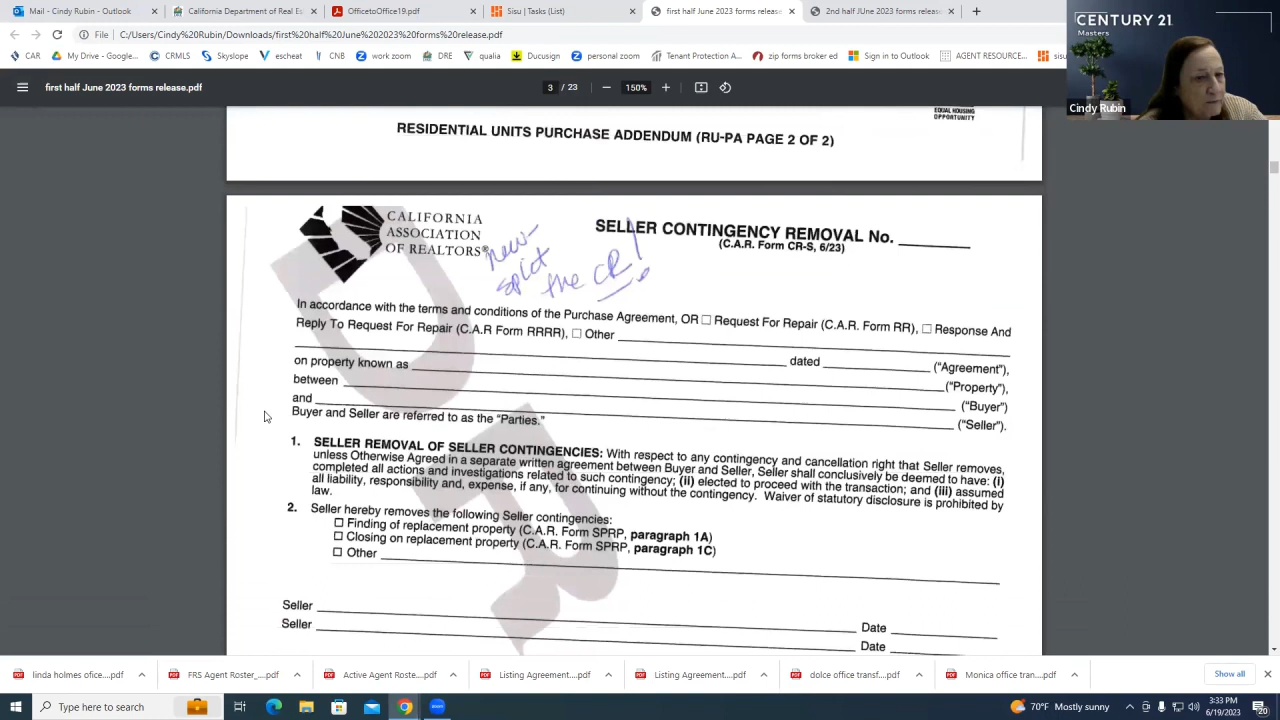 Mail - Cindy Rubin - Outlook
California Department of Real Es
OfficetoOffice19.pdf
Sisu | Tasks (List)
first half June 2023 forms releas
2nd half JUne 2023 forms releas
File
C:/Users/Cindy%20Rubin/Downloads/first%20half%20June%202023%20forms%20release.pdf
CAR
My Drive - Google...
CRMLS
Skyslope
escheat
CNB
work zoom
DRE
qualia
Ducusign
personal zoom
Tenant Protection A...
zip forms broker ed
Sign in to Outlook
AGENT RESOURCE...
sisu
CENTURY 21
Masters
Cindy Rubin
first half June 2023 forms release.pdf
3 / 23
150%
EQUAL HOUSING
OPPORTUNITY
RESIDENTIAL UNITS PURCHASE ADDENDUM (RU-PA PAGE 2 OF 2)
CALIFORNIA
ASSOCIATION
OF REALTORS®
new-
split
the CR!
SELLER CONTINGENCY REMOVAL No.
(C.A.R. Form CR-S, 6/23)
In accordance with the terms and conditions of the Purchase Agreement, OR ☐ Request For Repair (C.A.R. Form RR), ☐ Response And
Reply To Request For Repair (C.A.R Form RRRR), ☐ Other
dated ("Agreement"),
on property known as ("Property"),
between ("Buyer")
and ("Seller").
Buyer and Seller are referred to as the "Parties."
1. SELLER REMOVAL OF SELLER CONTINGENCIES: With respect to any contingency and cancellation right that Seller removes,
unless Otherwise Agreed in a separate written agreement between Buyer and Seller, Seller shall conclusively be deemed to have: (i)
completed all actions and investigations related to such contingency; (ii) elected to proceed with the transaction; and (iii) assumed
all liability, responsibility and, expense, if any, for continuing without the contingency. Waiver of statutory disclosure is prohibited by
law.
2. Seller hereby removes the following Seller contingencies:
☐ Finding of replacement property (C.A.R. Form SPRP, paragraph 1A)
☐ Closing on replacement property (C.A.R. Form SPRP, paragraph 1C)
☐ Other
Seller Date
Seller Date
linda holmes ofice....pdf
FRS Agent Roster_....pdf
Active Agent Roste....pdf
Listing Agreement....pdf
Listing Agreement....pdf
dolce office transf....pdf
Monica office tran....pdf
Show all
Type here to search
70°F Mostly sunny
3:33 PM
6/19/2023
20